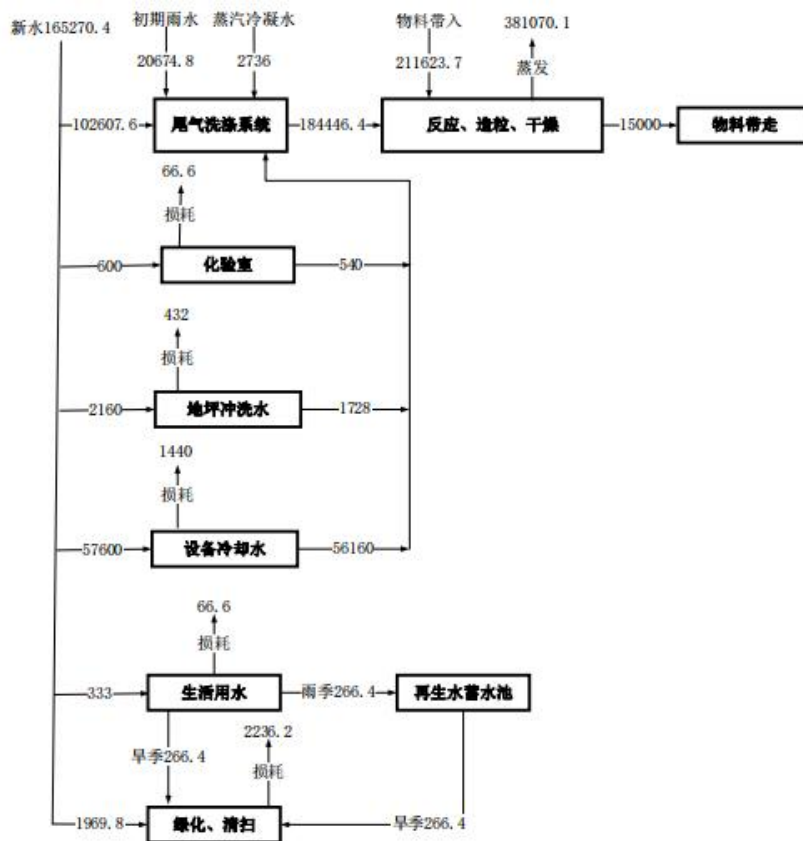 新水165270.4
初期雨水
蒸汽冷凝水
物料带入
381070.1
20674.8
2736
211623.7
蒸发
102607.6
尾气洗涤系统
184446.4
反应、造粒、干燥
15000
物料带走
66.6
损耗
600
化验室
540
432
损耗
2160
地坪冲洗水
1728
1440
损耗
57600
设备冷却水
56160
66.6
损耗
333
生活用水
雨季266.4
再生水蓄水池
旱季266.4
2236.2
损耗
1969.8
绿化、清扫
旱季266.4